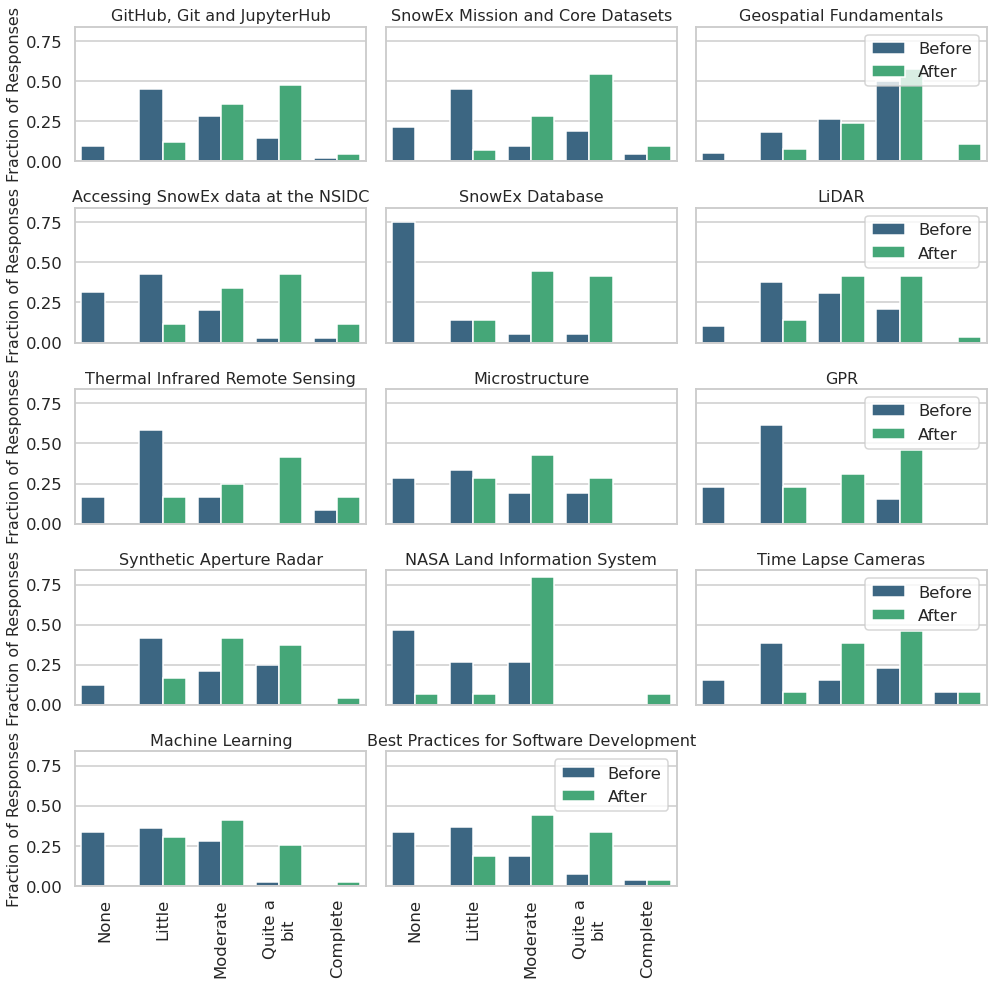 GitHub, Git and JupyterHub
SnowEx Mission and Core Datasets
Geospatial Fundamentals
Fraction of Responses
0.75
0.50
0.25
0.00
Before
After
Accessing SnowEx data at the NSIDC
SnowEx Database
LiDAR
Fraction of Responses
0.75
0.50
0.25
0.00
Before
After
Thermal Infrared Remote Sensing
Microstructure
GPR
Fraction of Responses
0.75
0.50
0.25
0.00
Before
After
Synthetic Aperture Radar
NASA Land Information System
Time Lapse Cameras
Fraction of Responses
0.75
0.50
0.25
0.00
Before
After
Machine Learning
Best Practices for Software Development
Fraction of Responses
0.75
0.50
0.25
0.00
Before
After
None
Little
Moderate
Quite a
bit
Complete
None
Little
Moderate
Quite a
bit
Complete